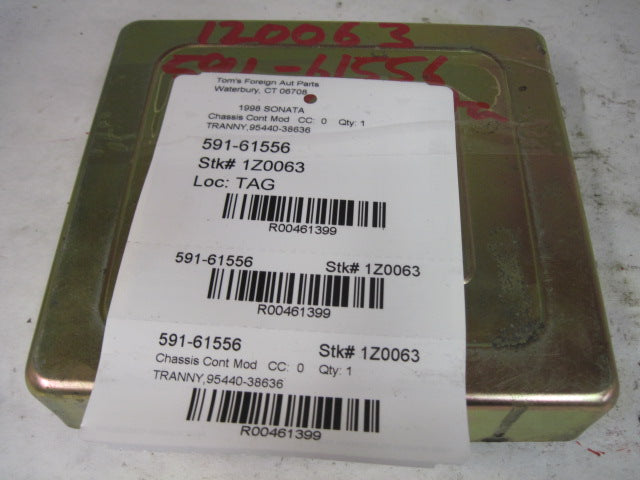 120063
591-61556
Tom's Foreign Aut Parts
Waterbury, CT 06708
1998 SONATA
Chassis Cont Mod CC: 0 Qty: 1
TRANNY,95440-38636
591-61556
Stk# 1Z0063
Loc: TAG
R00461399
591-61556 Stk# 1Z0063
R00461399
591-61556 Stk# 1Z0063
Chassis Cont Mod CC: 0 Qty: 1
TRANNY,95440-38636
R00461399